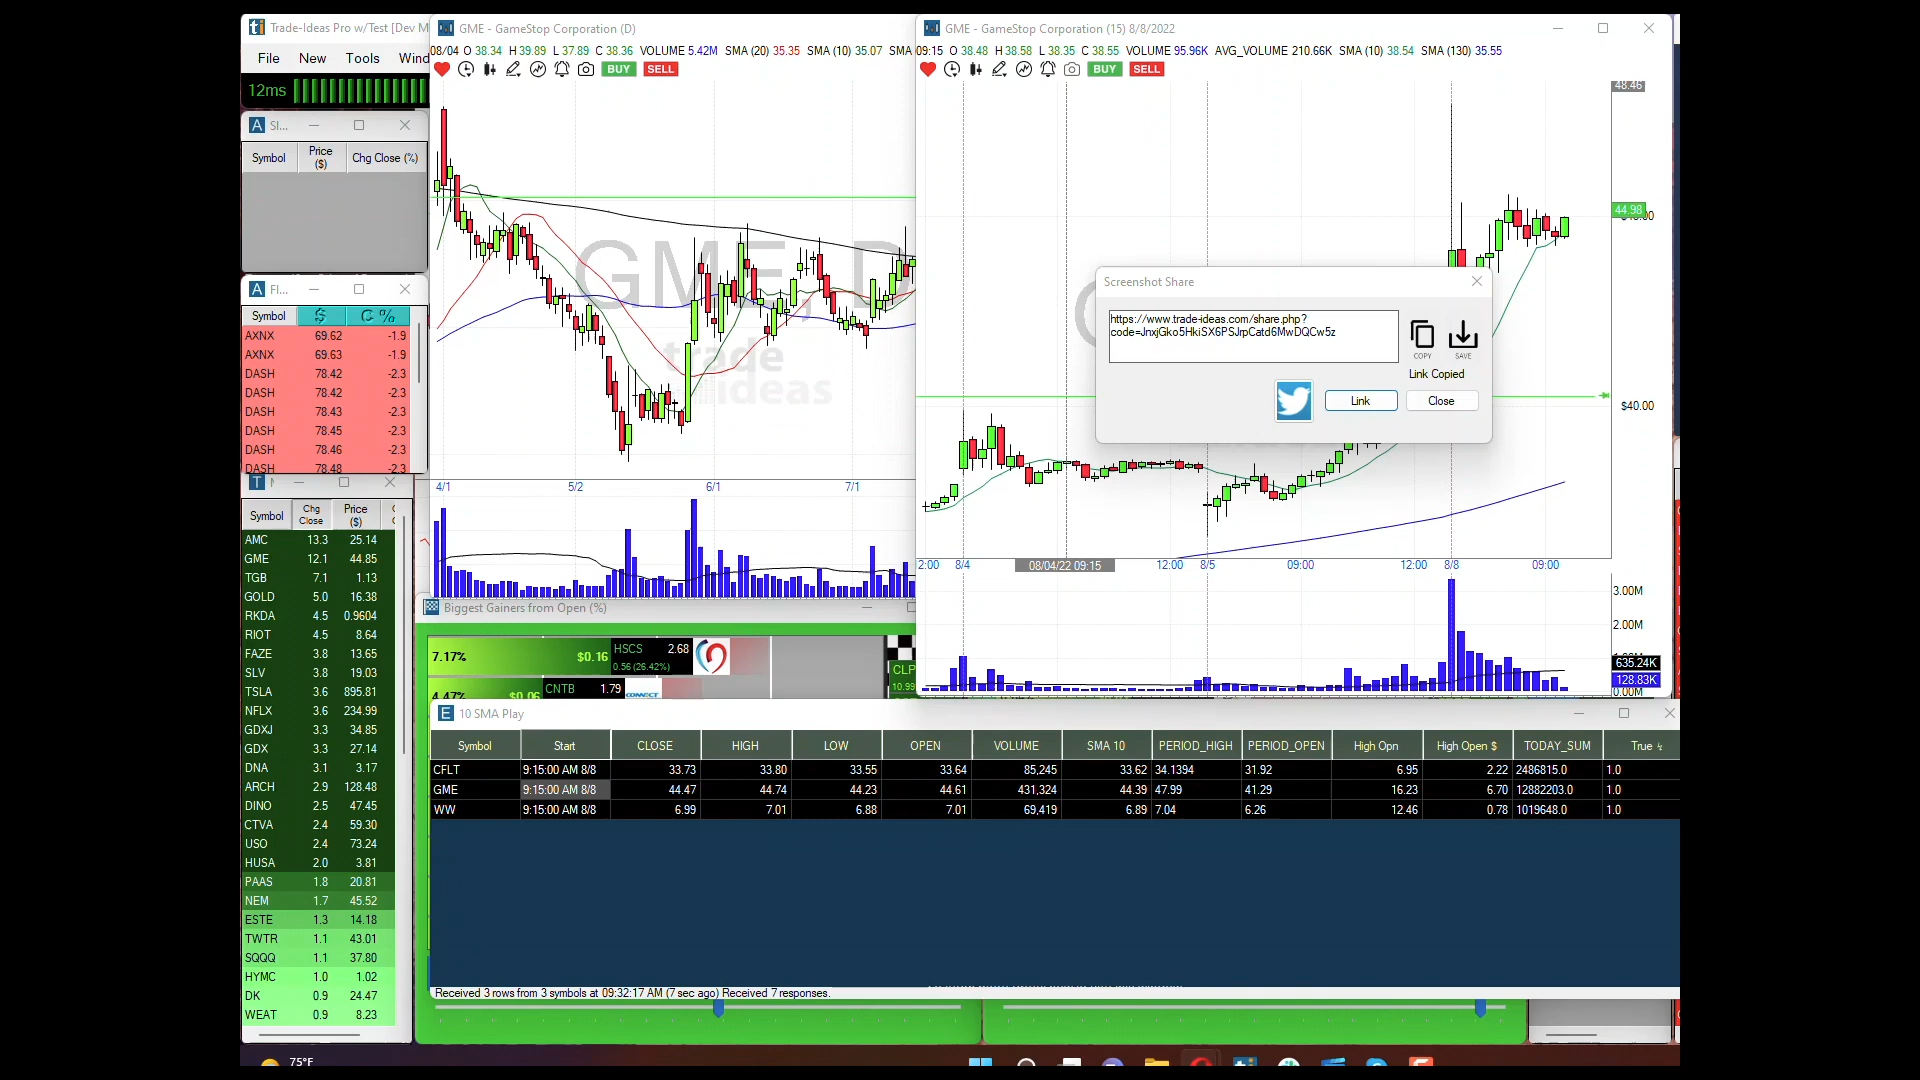 Trade-Ideas Pro w/Test [Dev M
File New Tools Wind
12ms
A Sl...
Symbol Price ($) Chg Close (%)
A Fl...
Symbol $ C %
AXNX 69.62 -1.9
AXNX 69.63 -1.9
DASH 78.42 -2.3
DASH 78.42 -2.3
DASH 78.43 -2.3
DASH 78.45 -2.3
DASH 78.46 -2.3
DASH 78.48 -2.3
T
Symbol Chg Close Price ($)
AMC 13.3 25.14
GME 12.1 44.85
TGB 7.1 1.13
GOLD 5.0 16.38
RKDA 4.5 0.9604
RIOT 4.5 8.64
FAZE 3.8 13.65
SLV 3.8 19.03
TSLA 3.6 895.81
NFLX 3.6 234.99
GDXJ 3.3 34.85
GDX 3.3 27.14
DNA 3.1 3.17
ARCH 2.9 128.48
DINO 2.5 47.45
CTVA 2.4 59.30
USO 2.4 73.24
HUSA 2.0 3.81
PAAS 1.8 20.81
NEM 1.7 45.52
ESTE 1.3 14.18
TWTR 1.1 43.01
SQQQ 1.1 37.80
HYMC 1.0 1.02
DK 0.9 24.47
WEAT 0.9 8.23
75°F
GME - GameStop Corporation (D)
08/04 O 38.34 H 39.89 L 37.89 C 38.36 VOLUME 5.42M SMA (20) 35.35 SMA (10) 35.07 SMA
BUY SELL
GME, D
trade
ideas
4/1 5/2 6/1 7/1
GME - GameStop Corporation (15) 8/8/2022
09:15 O 38.48 H 38.58 L 38.35 C 38.55 VOLUME 95.96K AVG_VOLUME 210.66K SMA (10) 38.54 SMA (130) 35.55
BUY SELL
48.46
44.98
$40.00
2:00 8/4 08/04/22 09:15 12:00 8/5 09:00 12:00 8/8 09:00
3.00M
2.00M
635.24K
128.83K
0.00M
Screenshot Share
https://www.trade-ideas.com/share.php?
code=JnxjGko5HkiSX6PSJrpCatd6MwDQCw5z
COPY SAVE
Link Copied
Link Close
Biggest Gainers from Open (%)
7.17% $0.16 HSCS 2.68
0.56 (26.42%)
4.47% $0.06 CNTB 1.79 CONNECT
CLP
10.99
E 10 SMA Play
Symbol Start CLOSE HIGH LOW OPEN VOLUME SMA 10 PERIOD_HIGH PERIOD_OPEN High Opn High Open $ TODAY_SUM True
CFLT 9:15:00 AM 8/8 33.73 33.80 33.55 33.64 85,245 33.62 34.1394 31.92 6.95 2.22 2486815.0 1.0
GME 9:15:00 AM 8/8 44.47 44.74 44.23 44.61 431,324 44.39 47.99 41.29 16.23 6.70 12882203.0 1.0
WW 9:15:00 AM 8/8 6.99 7.01 6.88 7.01 69,419 6.89 7.04 6.26 12.46 0.78 1019648.0 1.0
Received 3 rows from 3 symbols at 09:32:17 AM (7 sec ago) Received 7 responses.